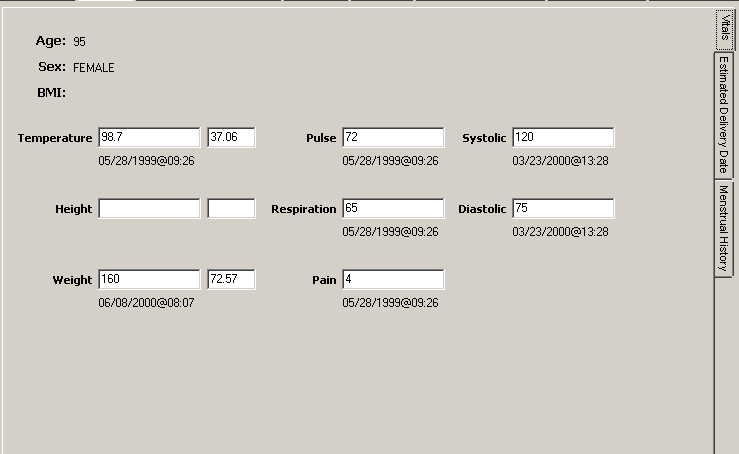 Age: 95
Sex: FEMALE
BMI:
Temperature 98.7 37.06 Pulse 72 Systolic 120
05/28/1999@09:26 05/28/1999@09:26 03/23/2000@13:28
Height Respiration 65 Diastolic 75
05/28/1999@09:26 03/23/2000@13:28
Weight 160 72.57 Pain 4
06/08/2000@08:07 05/28/1999@09:26
Vitals
Estimated Delivery Date
Menstrual History